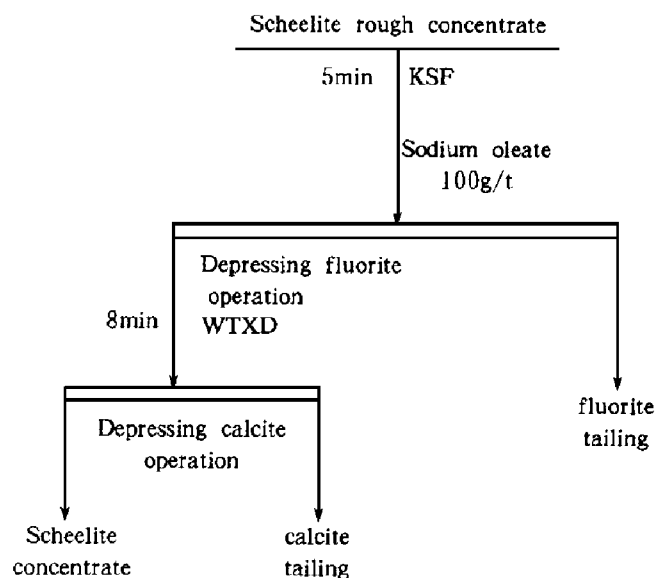 Scheelite rough concentrate
5min KSF
Sodium oleate
100g/t
Depressing fluorite
operation
8min WTXD
fluorite
tailing
Depressing calcite
operation
Scheelite
concentrate
calcite
tailing